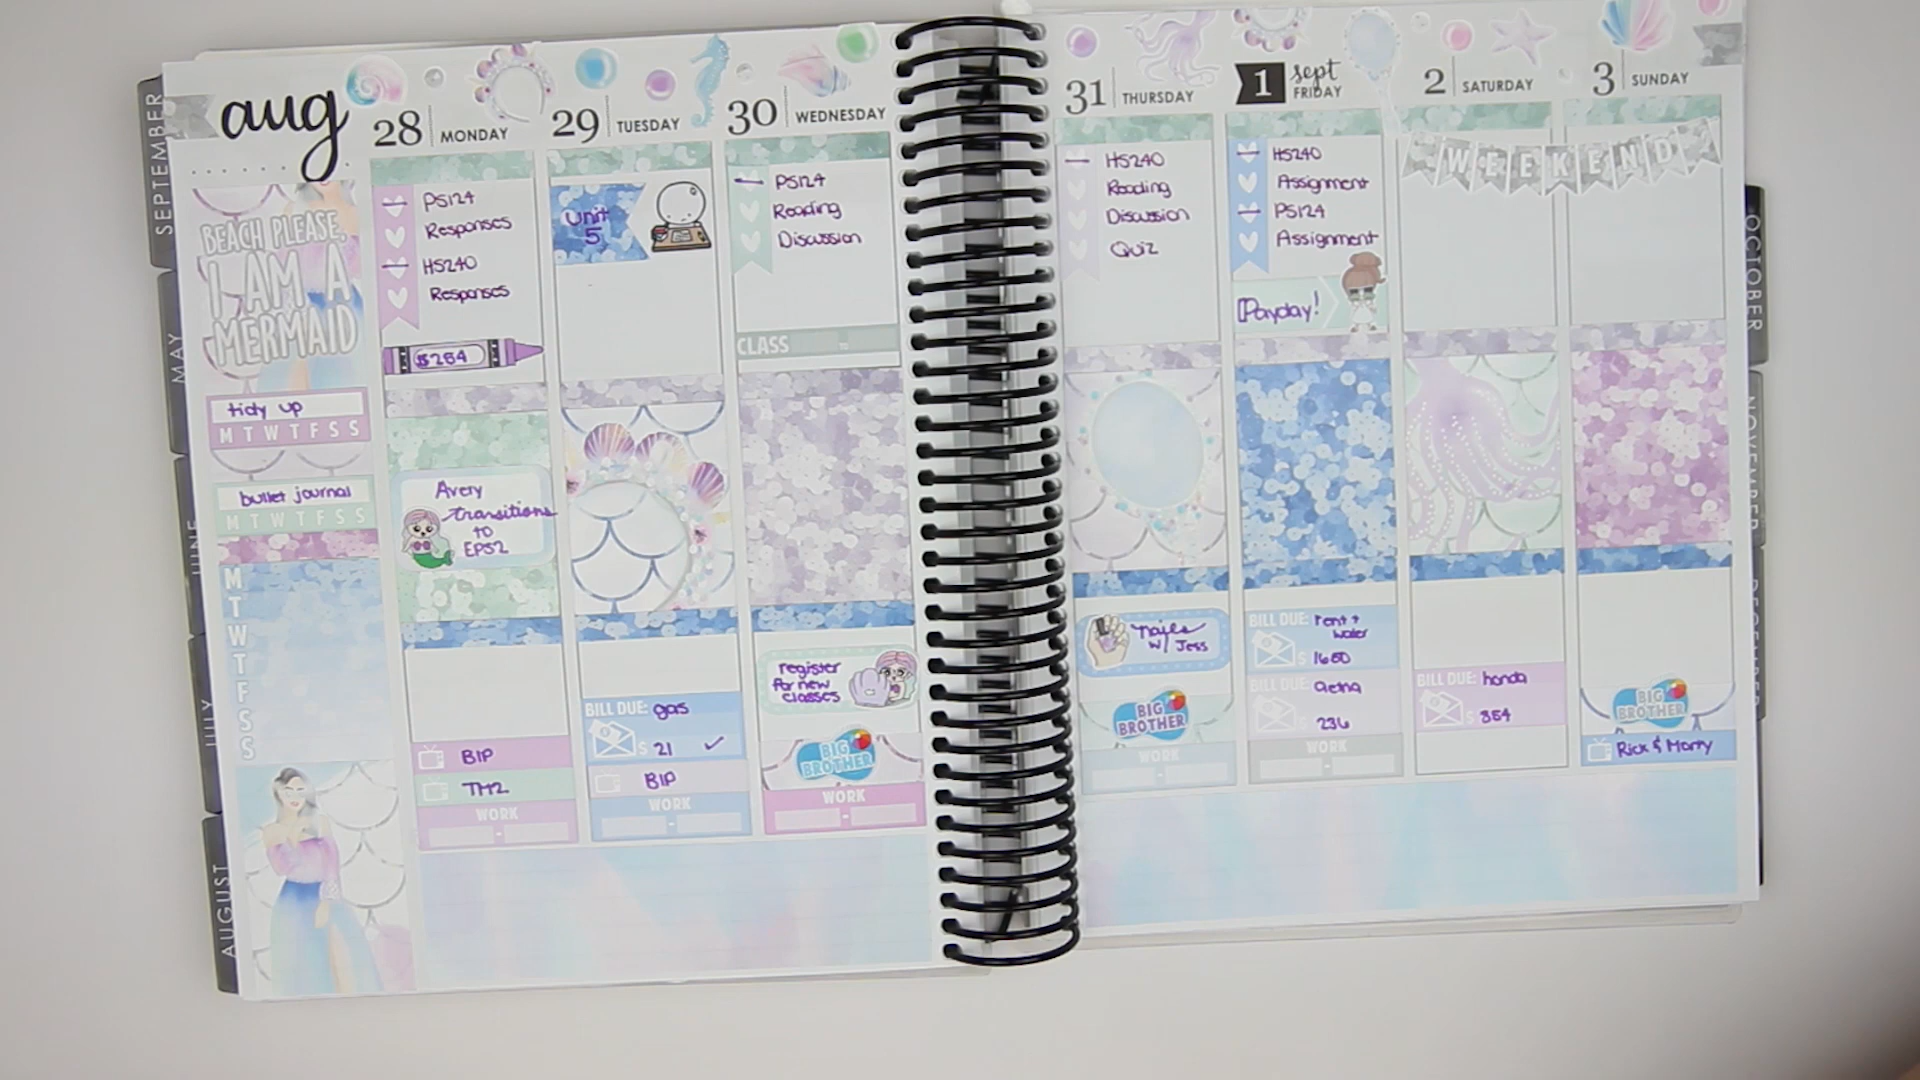 SEPTEMBER
MAY
JUNE
JULY
AUGUST
aug
BEACH PLEASE,
I AM A
MERMAID
tidy up
M T W T F S S
bullet journal
M T W T F S S
M
T
W
T
F
S
S
28 MONDAY
PS124
Responses
HS240
Responses
$254
Avery
transitions
to
EPS2
BIP
TM2
WORK
29 TUESDAY
Unit
5
BILL DUE: gas
$ 21
BIP
WORK
30 WEDNESDAY
PS124
Reading
Discussion
CLASS
register
for new
classes
BIG
BROTHER
WORK
31 THURSDAY
HS240
Reading
Discussion
Quiz
nails
w/ Jess
BIG
BROTHER
WORK
1 sept
FRIDAY
HS240
Assignment
PS124
Assignment
Payday!
BILL DUE: rent +
water
$ 1650
BILL DUE: aetna
$ 236
WORK
2 SATURDAY
WEEKEND
BILL DUE: honda
$ 354
3 SUNDAY
BIG
BROTHER
Rick & Morty
OCTOBER
NOVEMBER
DECEMBER